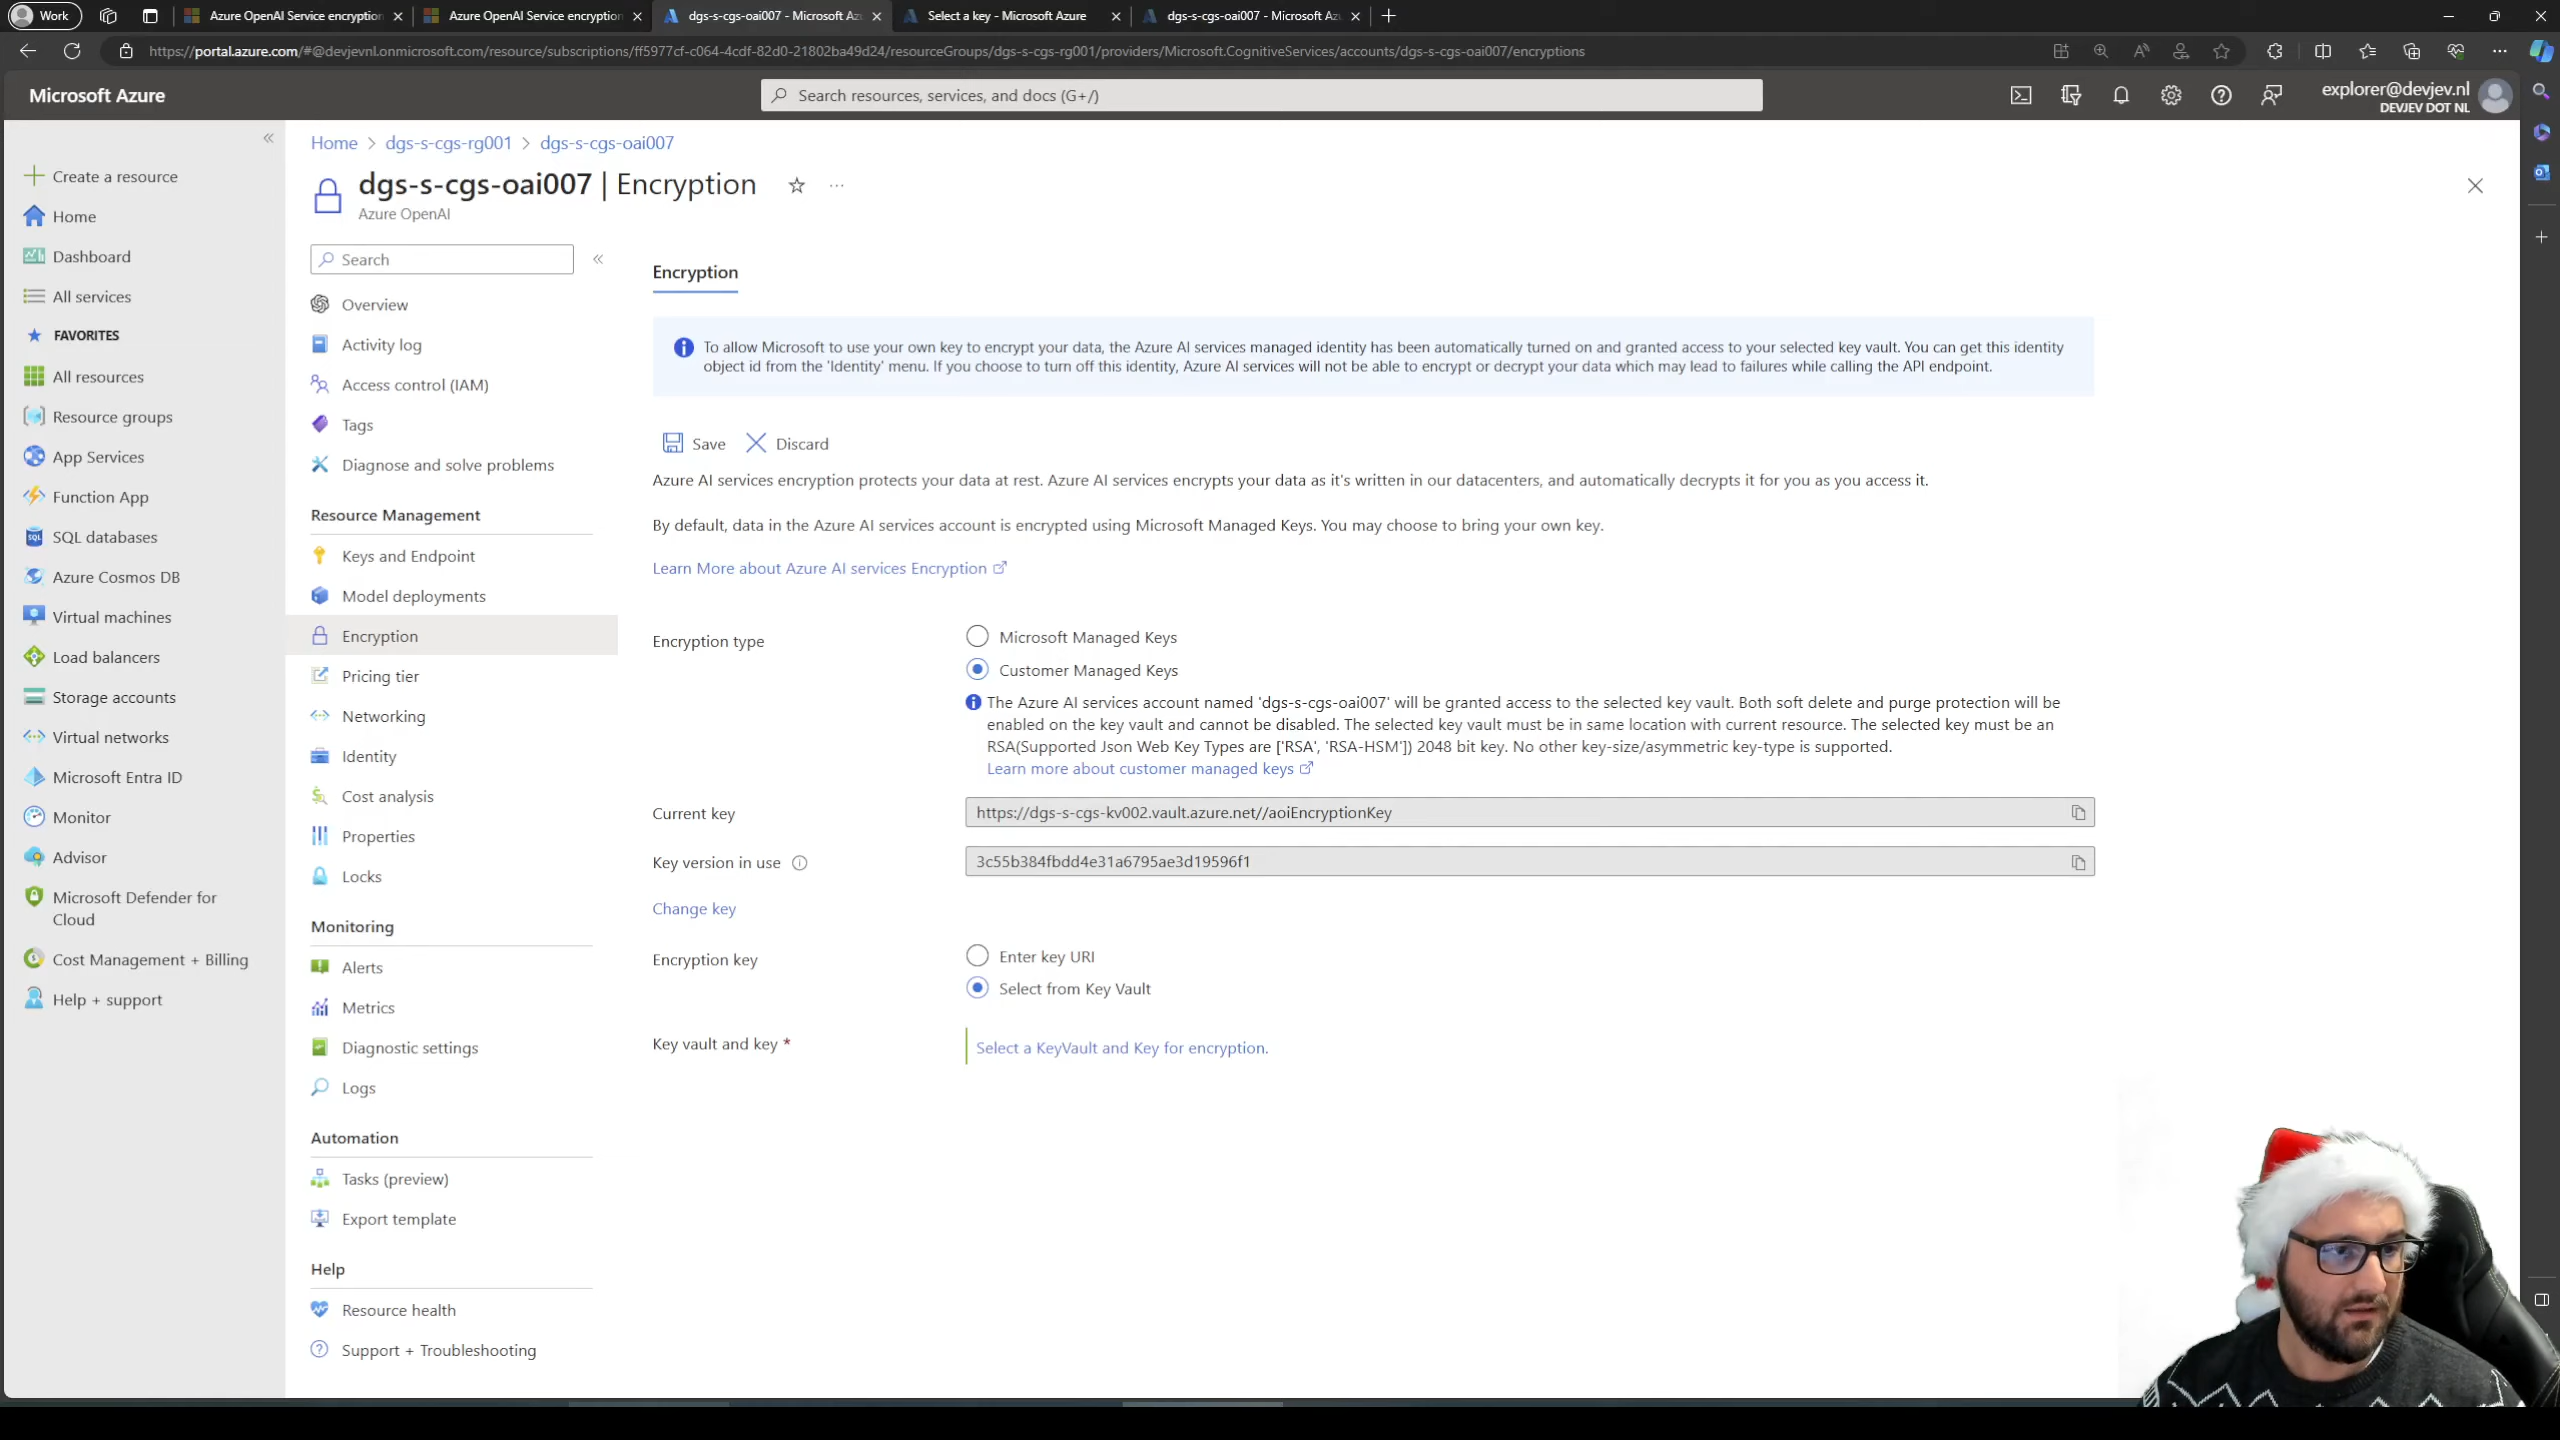 Work
Azure OpenAI Service encryption
Azure OpenAI Service encryption
dgs-s-cgs-oai007 - Microsoft Az
Select a key - Microsoft Azure
dgs-s-cgs-oai007 - Microsoft Az
https://portal.azure.com/#@devjevnl.onmicrosoft.com/resource/subscriptions/ff5977cf-c064-4cdf-82d0-21802ba49d24/resourceGroups/dgs-s-cgs-rg001/providers/Microsoft.CognitiveServices/accounts/dgs-s-cgs-oai007/encryptions
Microsoft Azure
Search resources, services, and docs (G+/)
explorer@devjev.nl
DEVJEV DOT NL
Create a resource
Home
Dashboard
All services
FAVORITES
All resources
Resource groups
App Services
Function App
SQL databases
Azure Cosmos DB
Virtual machines
Load balancers
Storage accounts
Virtual networks
Microsoft Entra ID
Monitor
Advisor
Microsoft Defender for
Cloud
Cost Management + Billing
Help + support
Home > dgs-s-cgs-rg001 > dgs-s-cgs-oai007
dgs-s-cgs-oai007 | Encryption
Azure OpenAI
Search
Overview
Activity log
Access control (IAM)
Tags
Diagnose and solve problems
Resource Management
Keys and Endpoint
Model deployments
Encryption
Pricing tier
Networking
Identity
Cost analysis
Properties
Locks
Monitoring
Alerts
Metrics
Diagnostic settings
Logs
Automation
Tasks (preview)
Export template
Help
Resource health
Support + Troubleshooting
Encryption
To allow Microsoft to use your own key to encrypt your data, the Azure AI services managed identity has been automatically turned on and granted access to your selected key vault. You can get this identity
object id from the 'Identity' menu. If you choose to turn off this identity, Azure AI services will not be able to encrypt or decrypt your data which may lead to failures while calling the API endpoint.
Save
Discard
Azure AI services encryption protects your data at rest. Azure AI services encrypts your data as it's written in our datacenters, and automatically decrypts it for you as you access it.
By default, data in the Azure AI services account is encrypted using Microsoft Managed Keys. You may choose to bring your own key.
Learn More about Azure AI services Encryption
Encryption type
Microsoft Managed Keys
Customer Managed Keys
The Azure AI services account named 'dgs-s-cgs-oai007' will be granted access to the selected key vault. Both soft delete and purge protection will be
enabled on the key vault and cannot be disabled. The selected key vault must be in same location with current resource. The selected key must be an
RSA(Supported Json Web Key Types are ['RSA', 'RSA-HSM']) 2048 bit key. No other key-size/asymmetric key-type is supported.
Learn more about customer managed keys
Current key
https://dgs-s-cgs-kv002.vault.azure.net//aoiEncryptionKey
Key version in use
3c55b384fbdd4e31a6795ae3d19596f1
Change key
Encryption key
Enter key URI
Select from Key Vault
Key vault and key *
Select a KeyVault and Key for encryption.